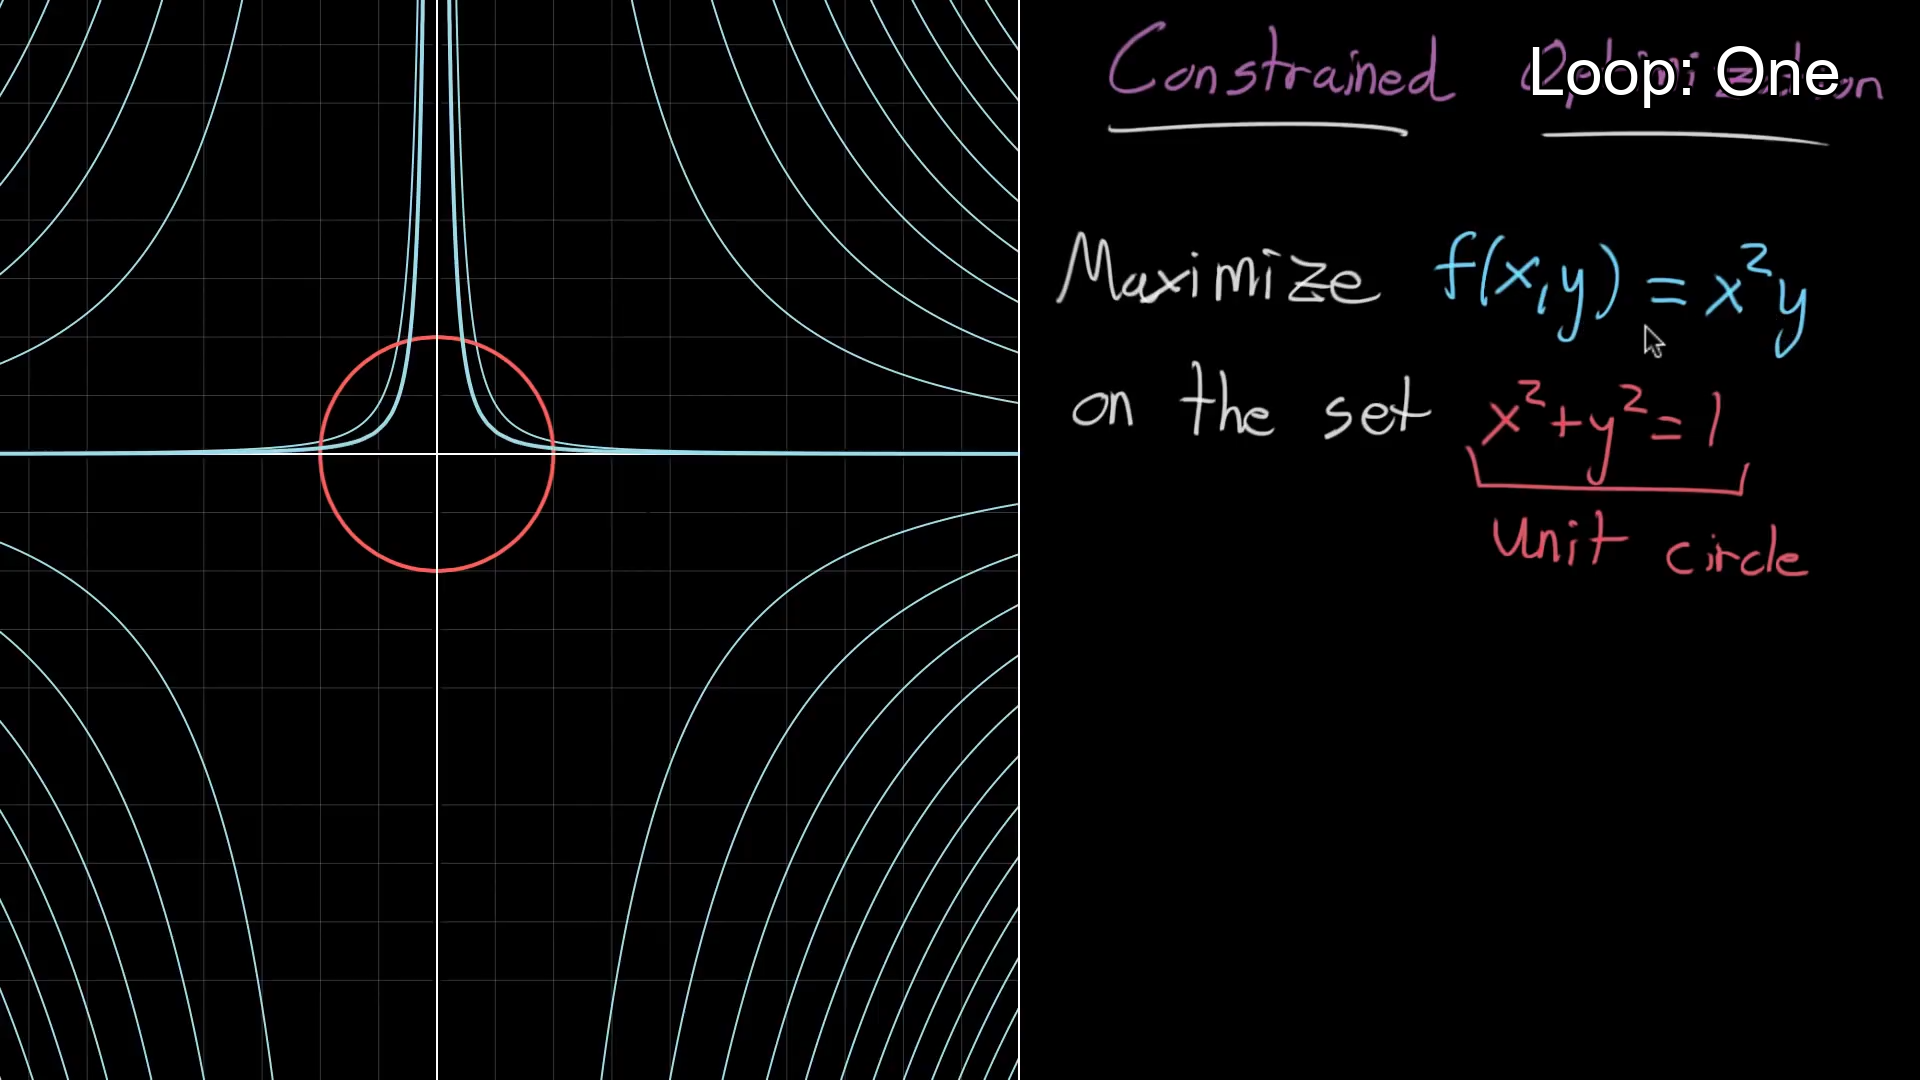 Constrained
Loop: One
Maximize f(x,y) = x²y
on the set x²+y²=1
Unit circle